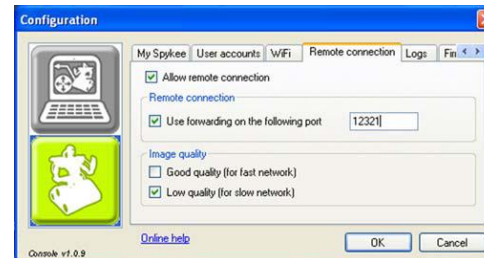 Configuration
My Spykee User accounts WiFi Remote connection Logs Fin
Allow remote connection
Remote connection
Use forwarding on the following port 12321
Image quality
Good quality (for fast network)
Low quality (for slow network)
Online help OK Cancel
Console v1.0.9